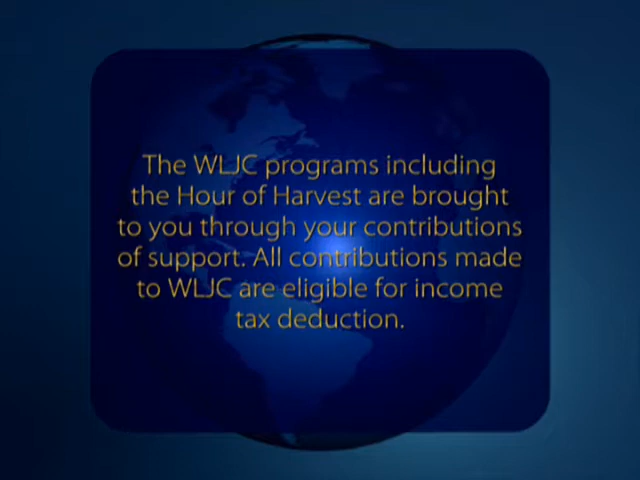 The WLJC programs including
the Hour of Harvest are brought
to you through your contributions
of support. All contributions made
to WLJC are eligible for income
tax deduction.